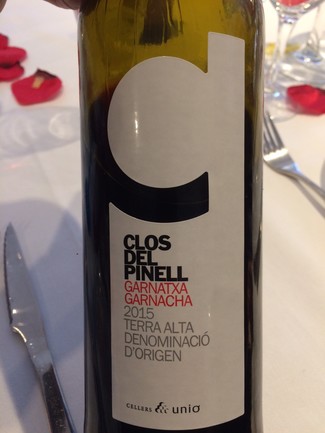 CLOS
DEL
PINELL
GARNATXA
GARNACHA
2015
TERRA ALTA
DENOMINACIÓ
D'ORIGEN
CELLERS unió